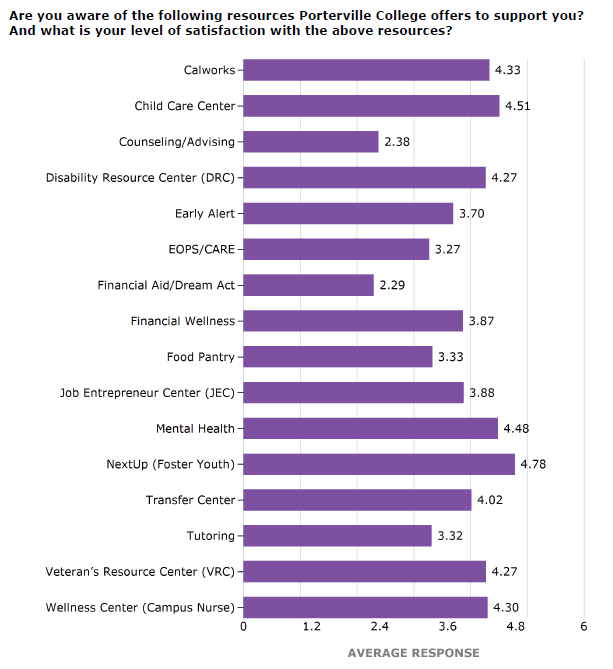 Are you aware of the following resources Porterville College offers to support you?
And what is your level of satisfaction with the above resources?
Calworks 4.33
Child Care Center 4.51
Counseling/Advising 2.38
Disability Resource Center (DRC) 4.27
Early Alert 3.70
EOPS/CARE 3.27
Financial Aid/Dream Act 2.29
Financial Wellness 3.87
Food Pantry 3.33
Job Entrepreneur Center (JEC) 3.88
Mental Health 4.48
NextUp (Foster Youth) 4.78
Transfer Center 4.02
Tutoring 3.32
Veteran’s Resource Center (VRC) 4.27
Wellness Center (Campus Nurse) 4.30
0 1.2 2.4 3.6 4.8 6
AVERAGE RESPONSE